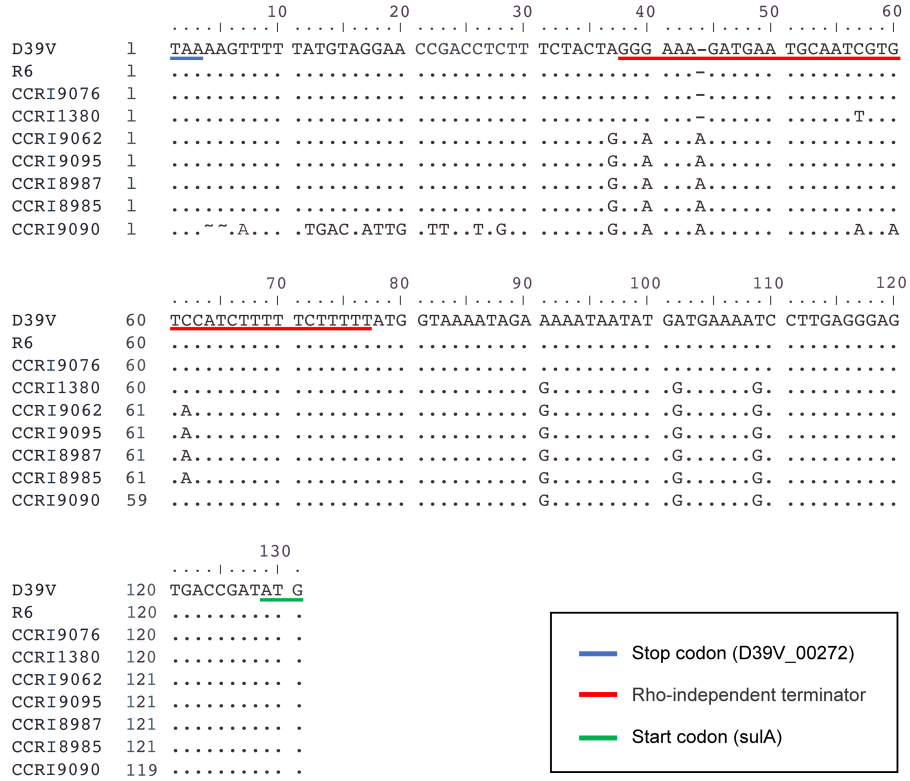 10 20 30 40 50 60
D39V 1 TAAAAGTTTT TATGTAGGAA CCGACCTCTT TCTACTAGGG AAA-GATGAA TGCAATCGTG
R6 1 .......... .......... .......... .......... ...-...... ..........
CCRI9076 1 .......... .......... .......... .......... ...-...... ..........
CCRI1380 1 .......... .......... .......... .......... ...-...... ......T...
CCRI9062 1 .......... .......... .......... ......G..A ...A...... ..........
CCRI9095 1 .......... .......... .......... ......G..A ...A...... ..........
CCRI8987 1 .......... .......... .......... ......G..A ...A...... ..........
CCRI8985 1 .......... .......... .......... ......G..A ...A...... ..........
CCRI9090 1 ...~~.A... .TGAC.ATTG .TT..T.G.. ......G..A ...A...... ......A..A
70 80 90 100 110 120
D39V 60 TCCATCTTTT TCTTTTTATG GTAAAATAGA AAAATAATAT GATGAAAATC CTTGAGGGAG
R6 60 .......... .......... .......... .......... .......... ..........
CCRI9076 60 .......... .......... .......... .......... .......... ..........
CCRI1380 60 .......... .......... .......... G......... .G......G. ..........
CCRI9062 61 .A........ .......... .......... G......... .G......G. ..........
CCRI9095 61 .A........ .......... .......... G......... .G......G. ..........
CCRI8987 61 .A........ .......... .......... G......... .G......G. ..........
CCRI8985 61 .A........ .......... .......... G......... .G......G. ..........
CCRI9090 59 .......... .......... .......... G......... .G......G. ..........
130
D39V 120 TGACCGATAT G
R6 120 .......... .
CCRI9076 120 .......... .
CCRI1380 120 .......... .
CCRI9062 121 .......... .
CCRI9095 121 .......... .
CCRI8987 121 .......... .
CCRI8985 121 .......... .
CCRI9090 119 .......... .
Stop codon (D39V_00272)
Rho-independent terminator
Start codon (sulA)